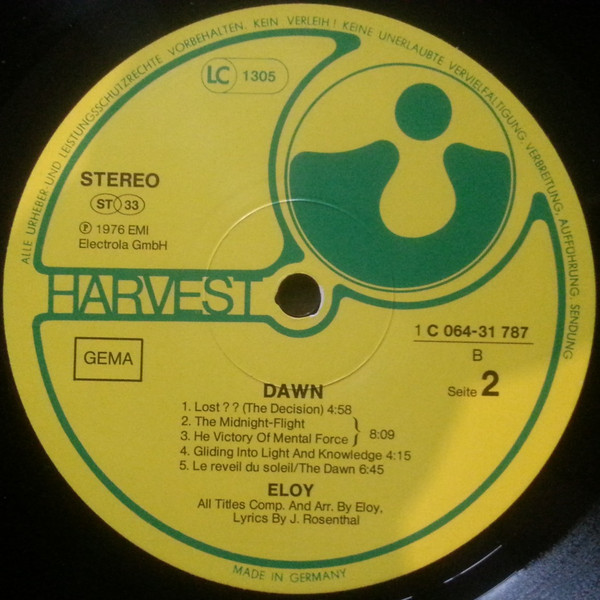 ALLE URHEBER- UND LEISTUNGSSCHUTZRECHTE VORBEHALTEN. KEIN VERLEIH! KEINE UNERLAUBTE VERVIELFÄLTIGUNG, VERBREITUNG, AUFFÜHRUNG, SENDUNG
LC 1305
STEREO
ST 33
℗ 1976 EMI
Electrola GmbH
HARVEST
GEMA
1 C 064-31 787
B
Seite 2
DAWN
1. Lost ? ? (The Decision) 4:58
2. The Midnight-Flight
3. He Victory Of Mental Force } 8:09
4. Gliding Into Light And Knowledge 4:15
5. Le reveil du soleil/The Dawn 6:45
ELOY
All Titles Comp. And Arr. By Eloy,
Lyrics By J. Rosenthal
MADE IN GERMANY